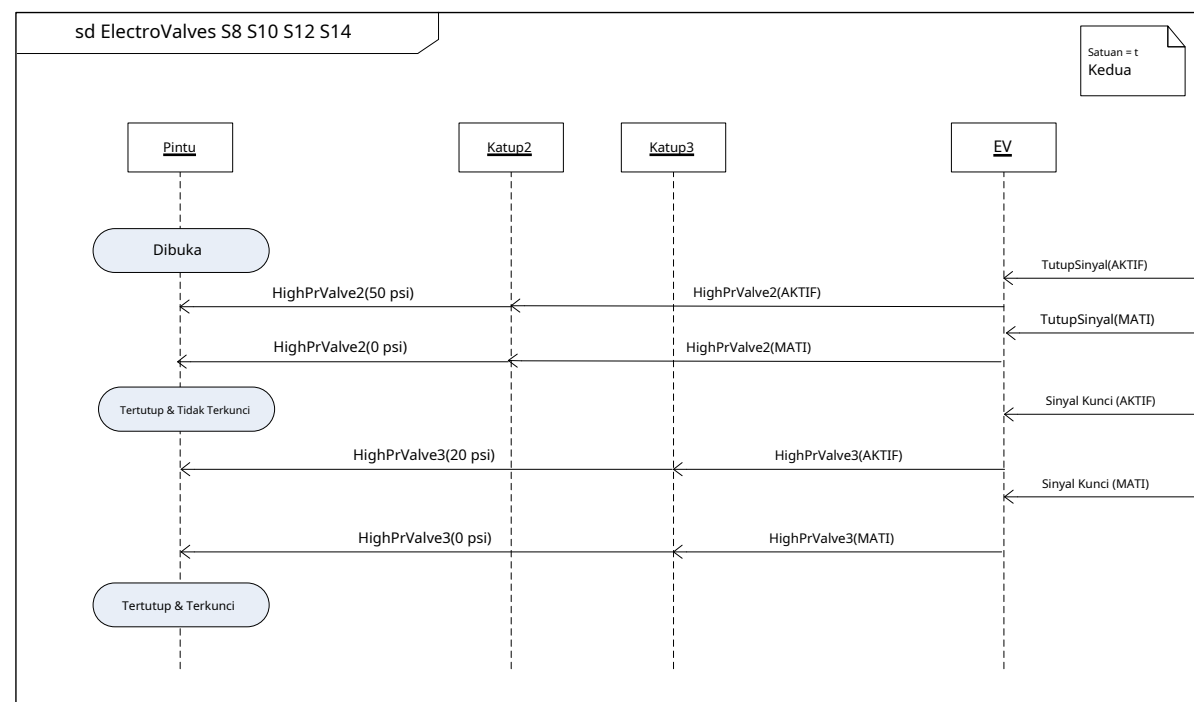 sd ElectroValves S8 S10 S12 S14
Satuan = t
Kedua
Pintu
Katup2
Katup3
EV
Dibuka
TutupSinyal(AKTIF)
HighPrValve2(50 psi)
HighPrValve2(AKTIF)
TutupSinyal(MATI)
HighPrValve2(0 psi)
HighPrValve2(MATI)
Tertutup & Tidak Terkunci
Sinyal Kunci (AKTIF)
HighPrValve3(20 psi)
HighPrValve3(AKTIF)
Sinyal Kunci (MATI)
HighPrValve3(0 psi)
HighPrValve3(MATI)
Tertutup & Terkunci